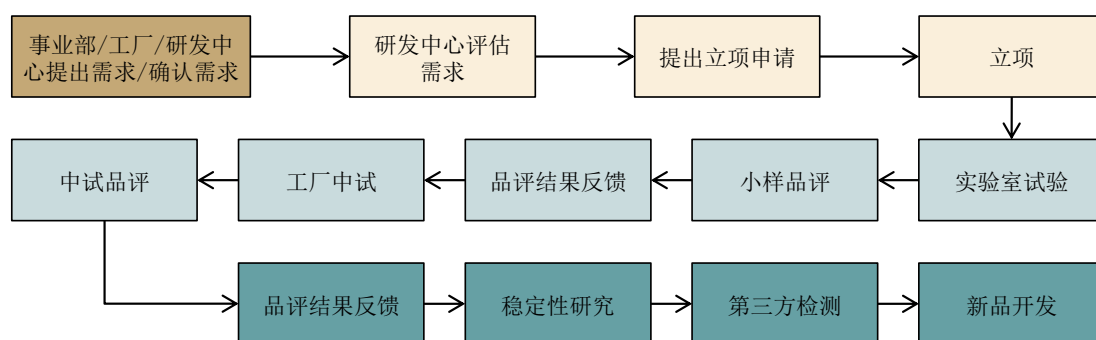 事业部/工厂/研发中
心提出需求/确认需求
研发中心评估
需求
提出立项申请
立项
中试品评
工厂中试
品评结果反馈
小样品评
实验室试验
品评结果反馈
稳定性研究
第三方检测
新品开发